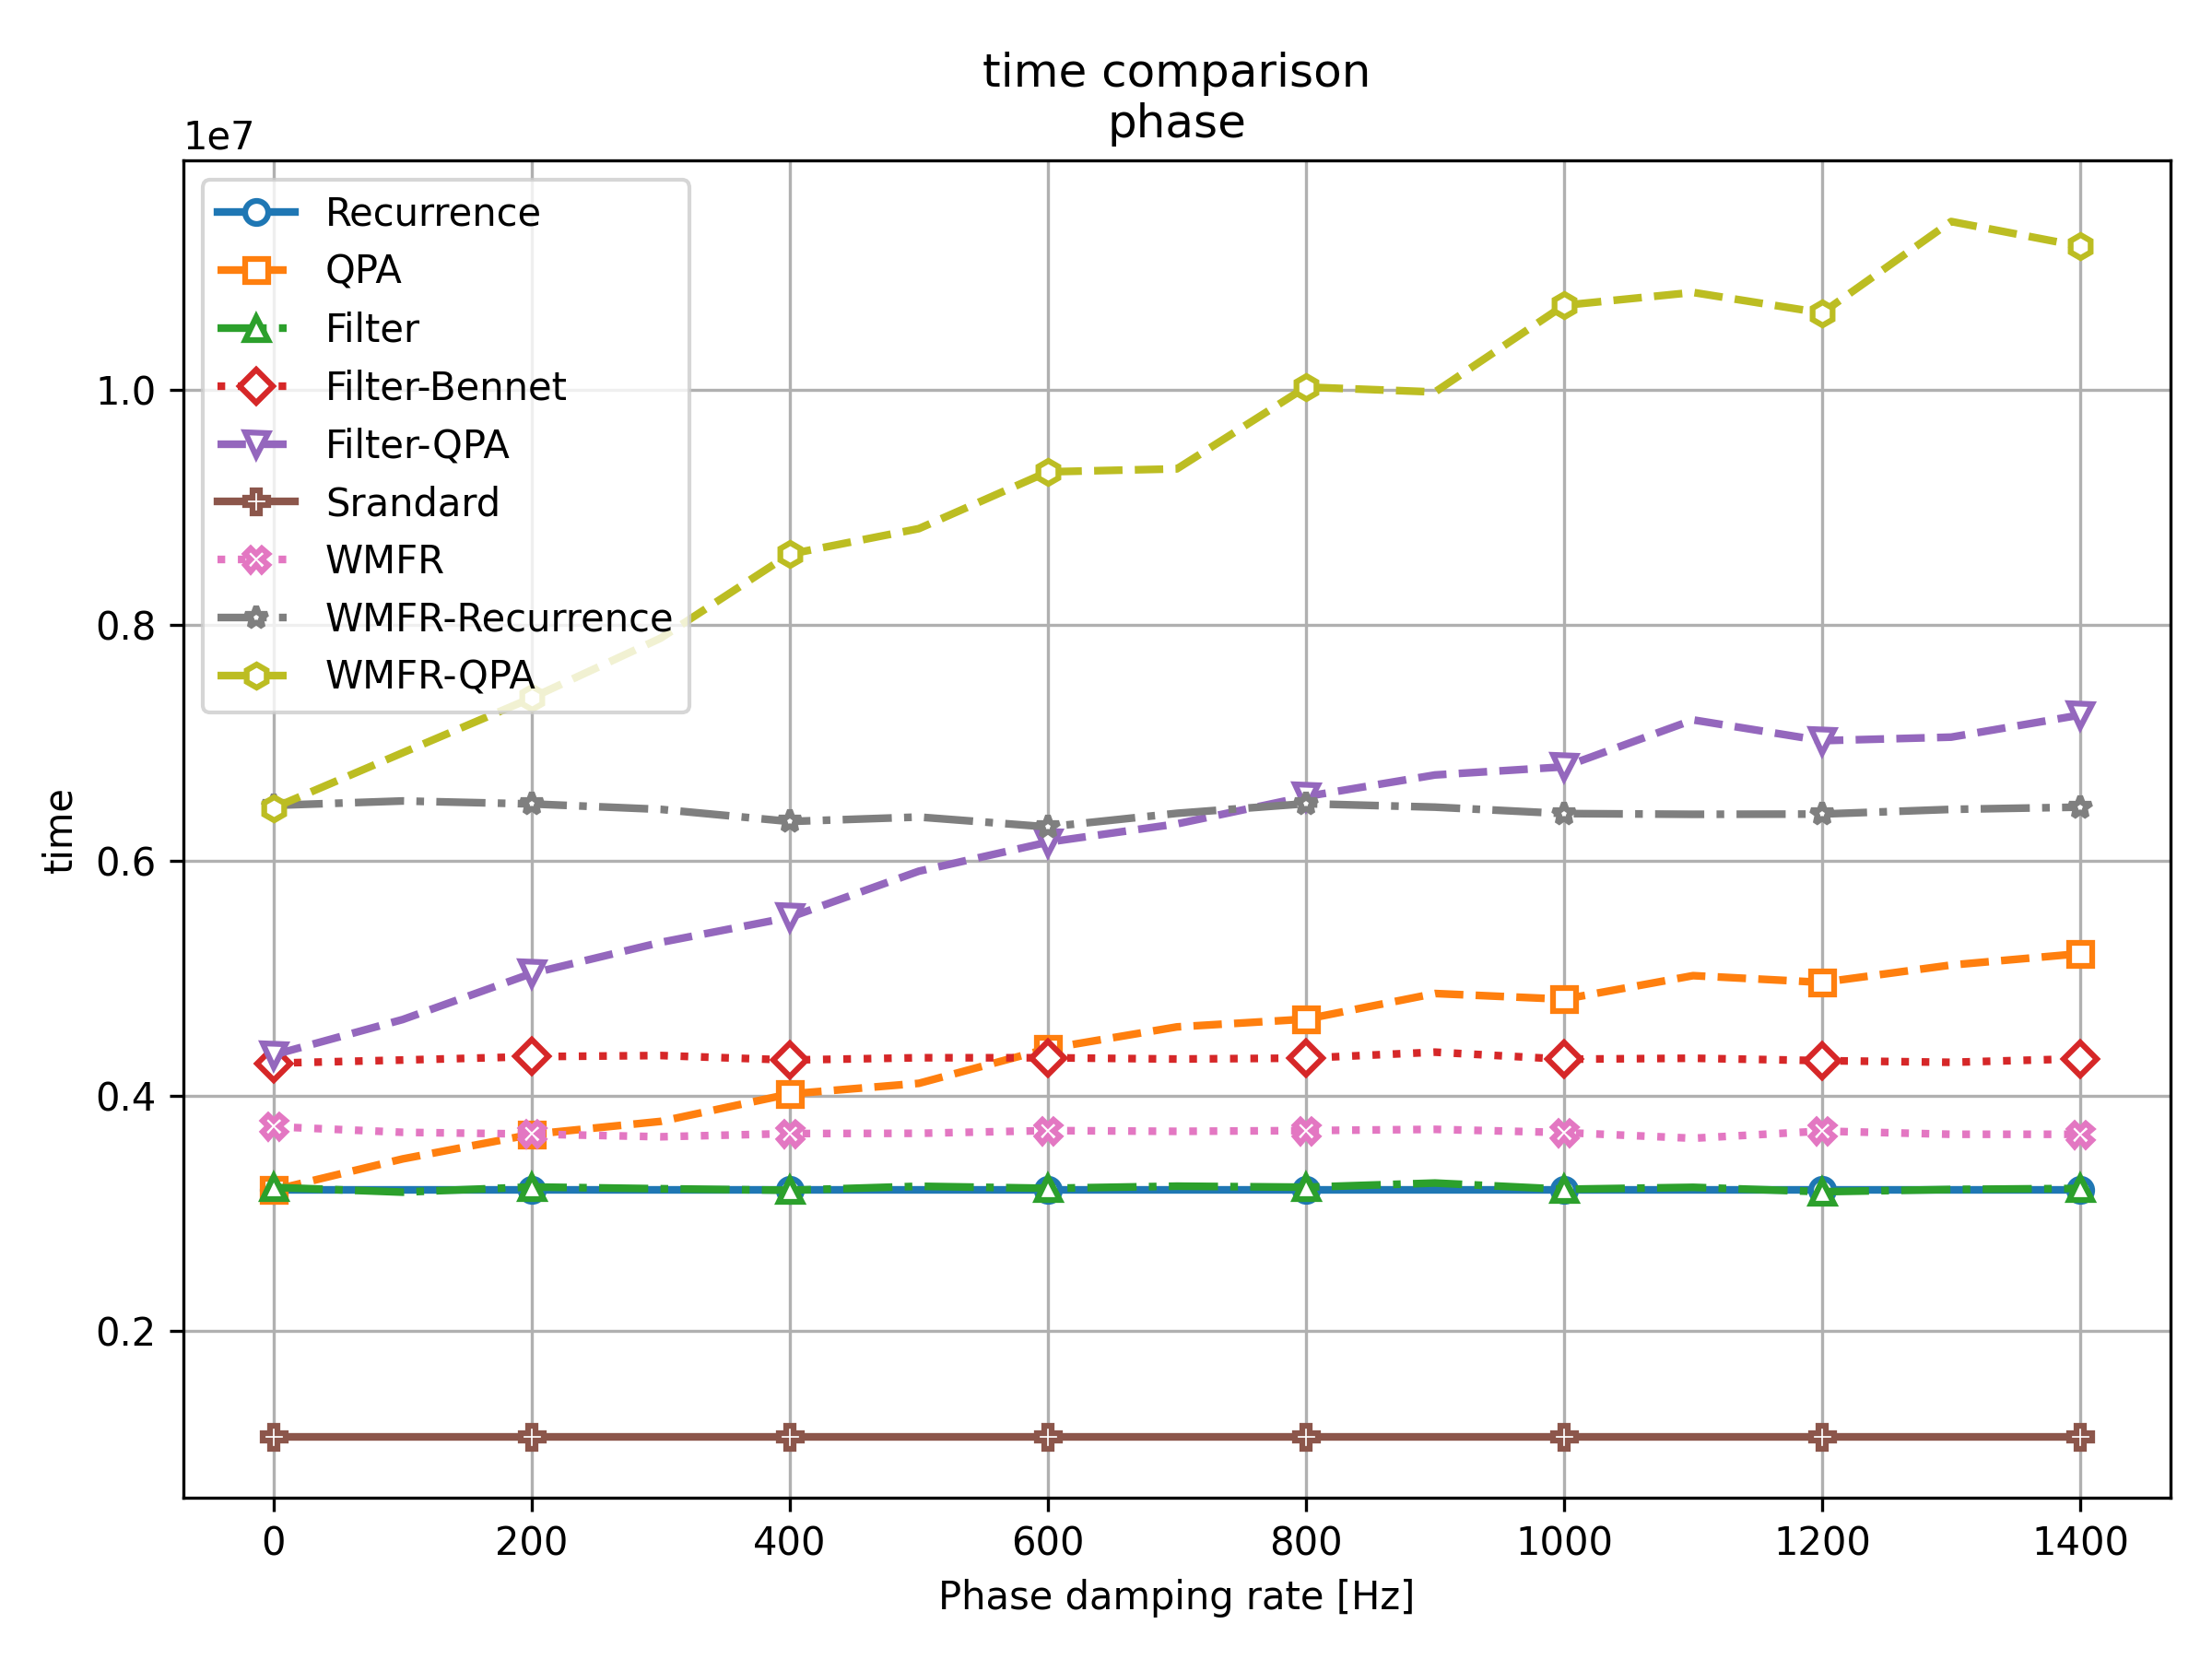 time comparison
phase
1e7
Recurrence
QPA
Filter
Filter-Bennet
Filter-QPA
Srandard
WMFR
WMFR-Recurrence
WMFR-QPA
1.0
0.8
0.6
0.4
0.2
time
0 200 400 600 800 1000 1200 1400
Phase damping rate [Hz]